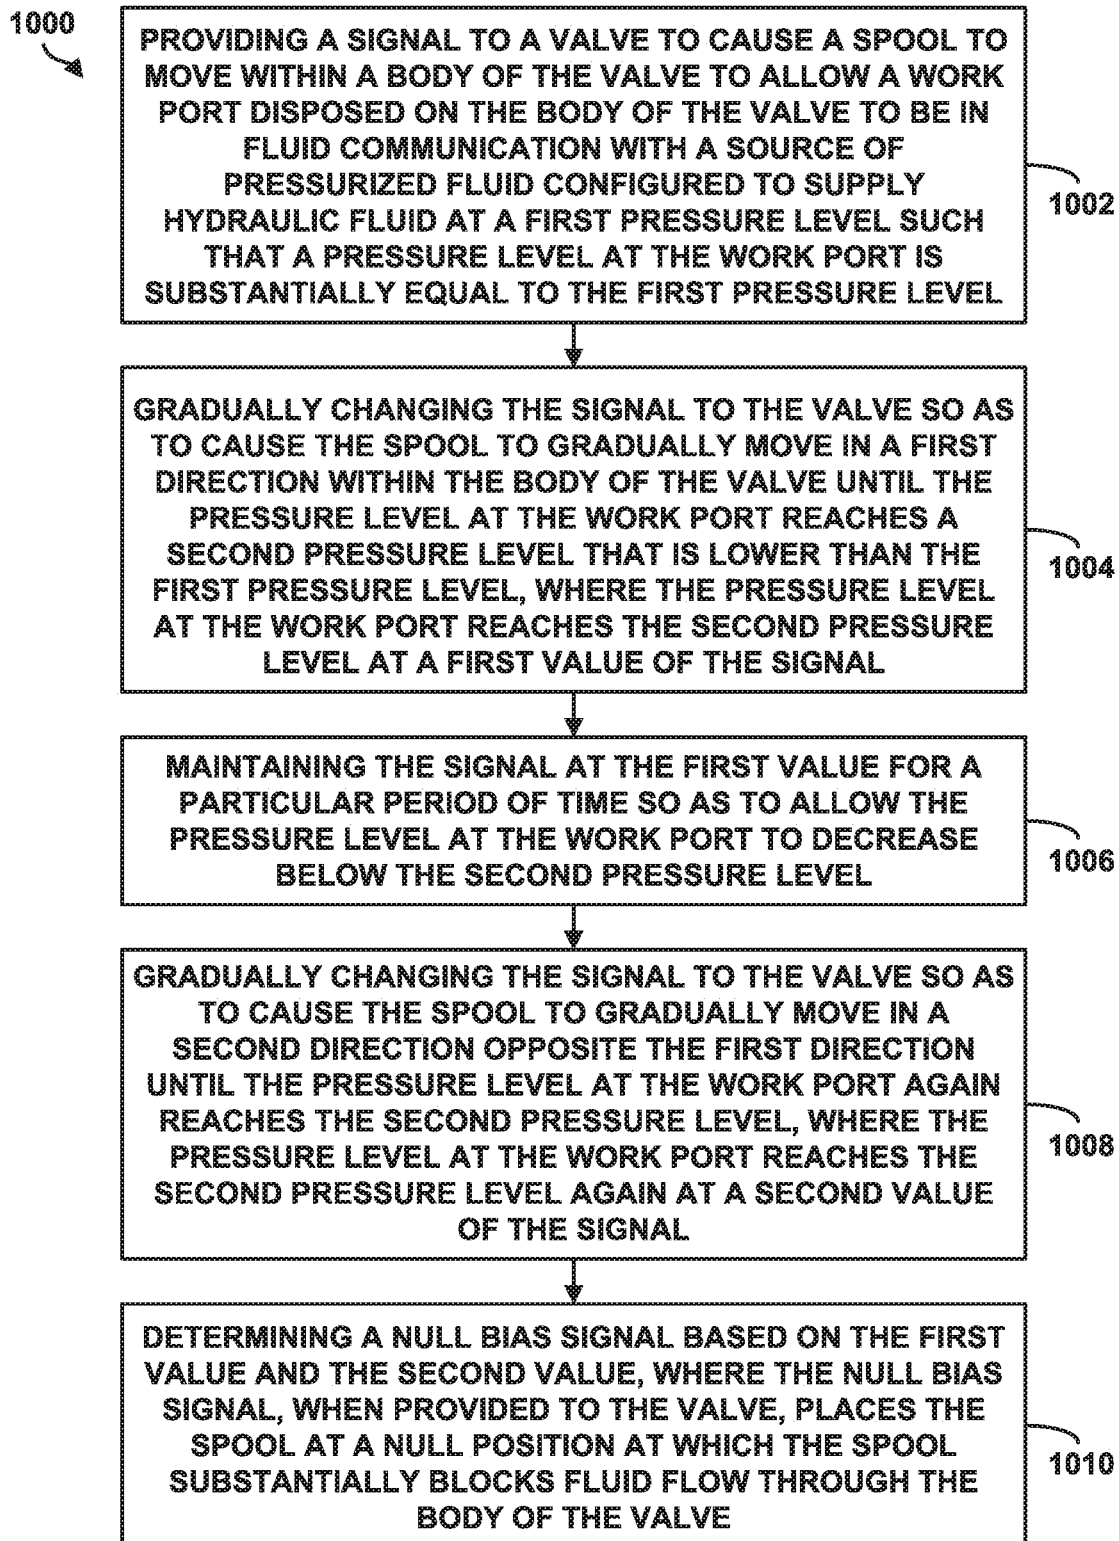 1000
PROVIDING A SIGNAL TO A VALVE TO CAUSE A SPOOL TO
MOVE WITHIN A BODY OF THE VALVE TO ALLOW A WORK
PORT DISPOSED ON THE BODY OF THE VALVE TO BE IN
FLUID COMMUNICATION WITH A SOURCE OF
PRESSURIZED FLUID CONFIGURED TO SUPPLY
HYDRAULIC FLUID AT A FIRST PRESSURE LEVEL SUCH
THAT A PRESSURE LEVEL AT THE WORK PORT IS
SUBSTANTIALLY EQUAL TO THE FIRST PRESSURE LEVEL
1002
GRADUALLY CHANGING THE SIGNAL TO THE VALVE SO AS
TO CAUSE THE SPOOL TO GRADUALLY MOVE IN A FIRST
DIRECTION WITHIN THE BODY OF THE VALVE UNTIL THE
PRESSURE LEVEL AT THE WORK PORT REACHES A
SECOND PRESSURE LEVEL THAT IS LOWER THAN THE
FIRST PRESSURE LEVEL, WHERE THE PRESSURE LEVEL
AT THE WORK PORT REACHES THE SECOND PRESSURE
LEVEL AT A FIRST VALUE OF THE SIGNAL
1004
MAINTAINING THE SIGNAL AT THE FIRST VALUE FOR A
PARTICULAR PERIOD OF TIME SO AS TO ALLOW THE
PRESSURE LEVEL AT THE WORK PORT TO DECREASE
BELOW THE SECOND PRESSURE LEVEL
1006
GRADUALLY CHANGING THE SIGNAL TO THE VALVE SO AS
TO CAUSE THE SPOOL TO GRADUALLY MOVE IN A
SECOND DIRECTION OPPOSITE THE FIRST DIRECTION
UNTIL THE PRESSURE LEVEL AT THE WORK PORT AGAIN
REACHES THE SECOND PRESSURE LEVEL, WHERE THE
PRESSURE LEVEL AT THE WORK PORT REACHES THE
SECOND PRESSURE LEVEL AGAIN AT A SECOND VALUE
OF THE SIGNAL
1008
DETERMINING A NULL BIAS SIGNAL BASED ON THE FIRST
VALUE AND THE SECOND VALUE, WHERE THE NULL BIAS
SIGNAL, WHEN PROVIDED TO THE VALVE, PLACES THE
SPOOL AT A NULL POSITION AT WHICH THE SPOOL
SUBSTANTIALLY BLOCKS FLUID FLOW THROUGH THE
BODY OF THE VALVE
1010